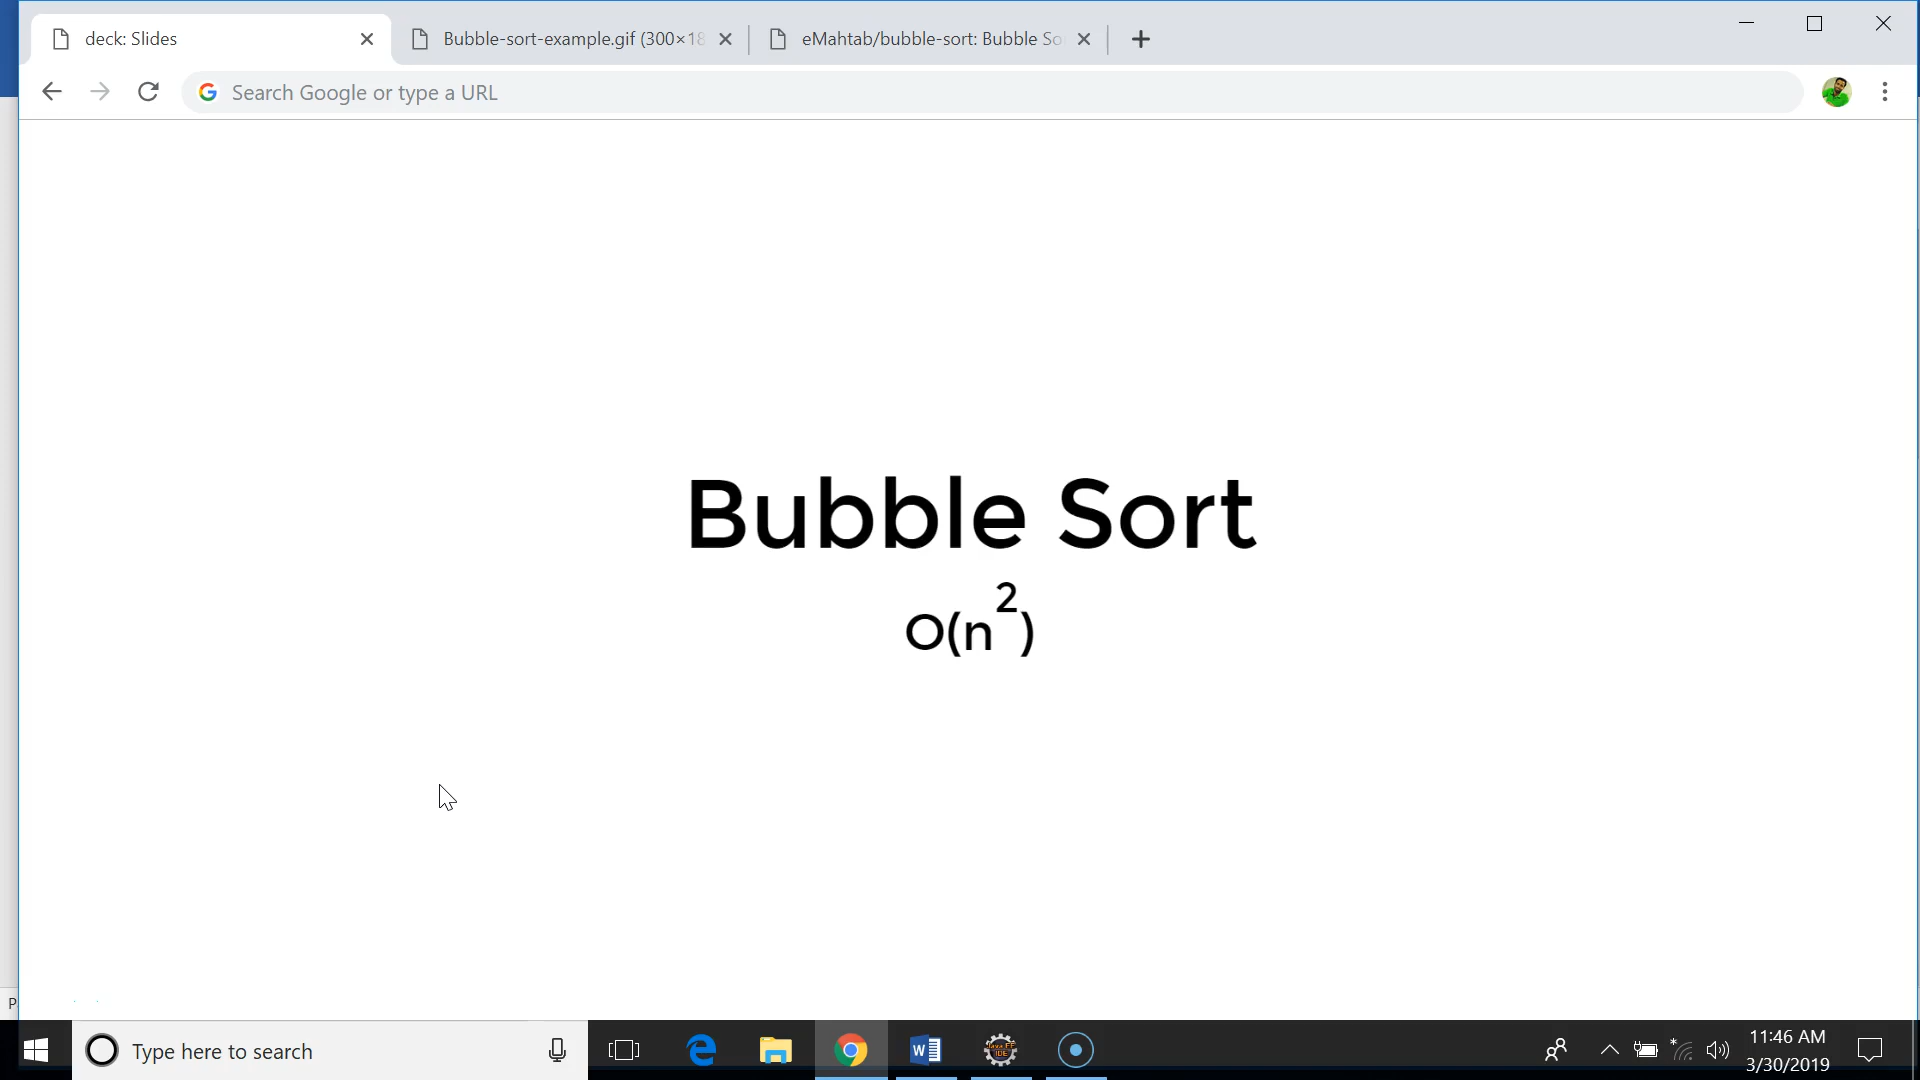 deck: Slides
Bubble-sort-example.gif (300×18
eMahtab/bubble-sort: Bubble So
Search Google or type a URL
Bubble Sort
O(n²)
P
Type here to search
11:46 AM
3/30/2019